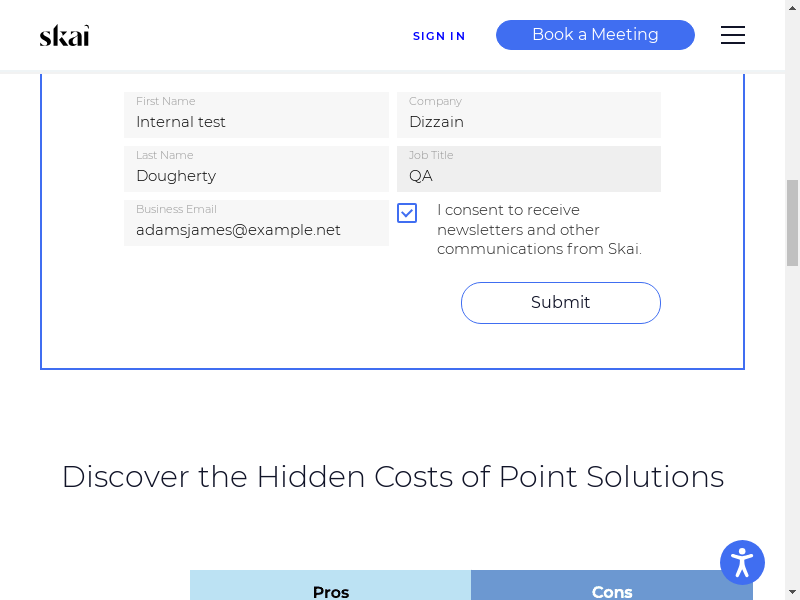 skai
SIGN IN
Book a Meeting
First Name
Internal test
Company
Dizzain
Last Name
Dougherty
Job Title
QA
Business Email
adamsjames@example.net
I consent to receive
newsletters and other
communications from Skai.
Submit
Discover the Hidden Costs of Point Solutions
Pros
Cons